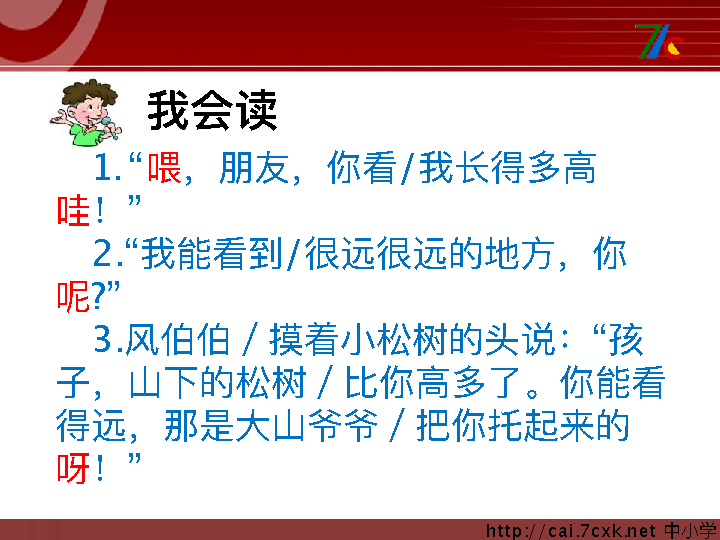 我会读
1.“喂，朋友，你看/我长得多高
哇！”
2.“我能看到/很远很远的地方，你
呢?”
3.风伯伯／摸着小松树的头说：“孩
子，山下的松树／比你高多了。你能看
得远，那是大山爷爷／把你托起来的
呀！”
http://cai.7cxk.net 中小学